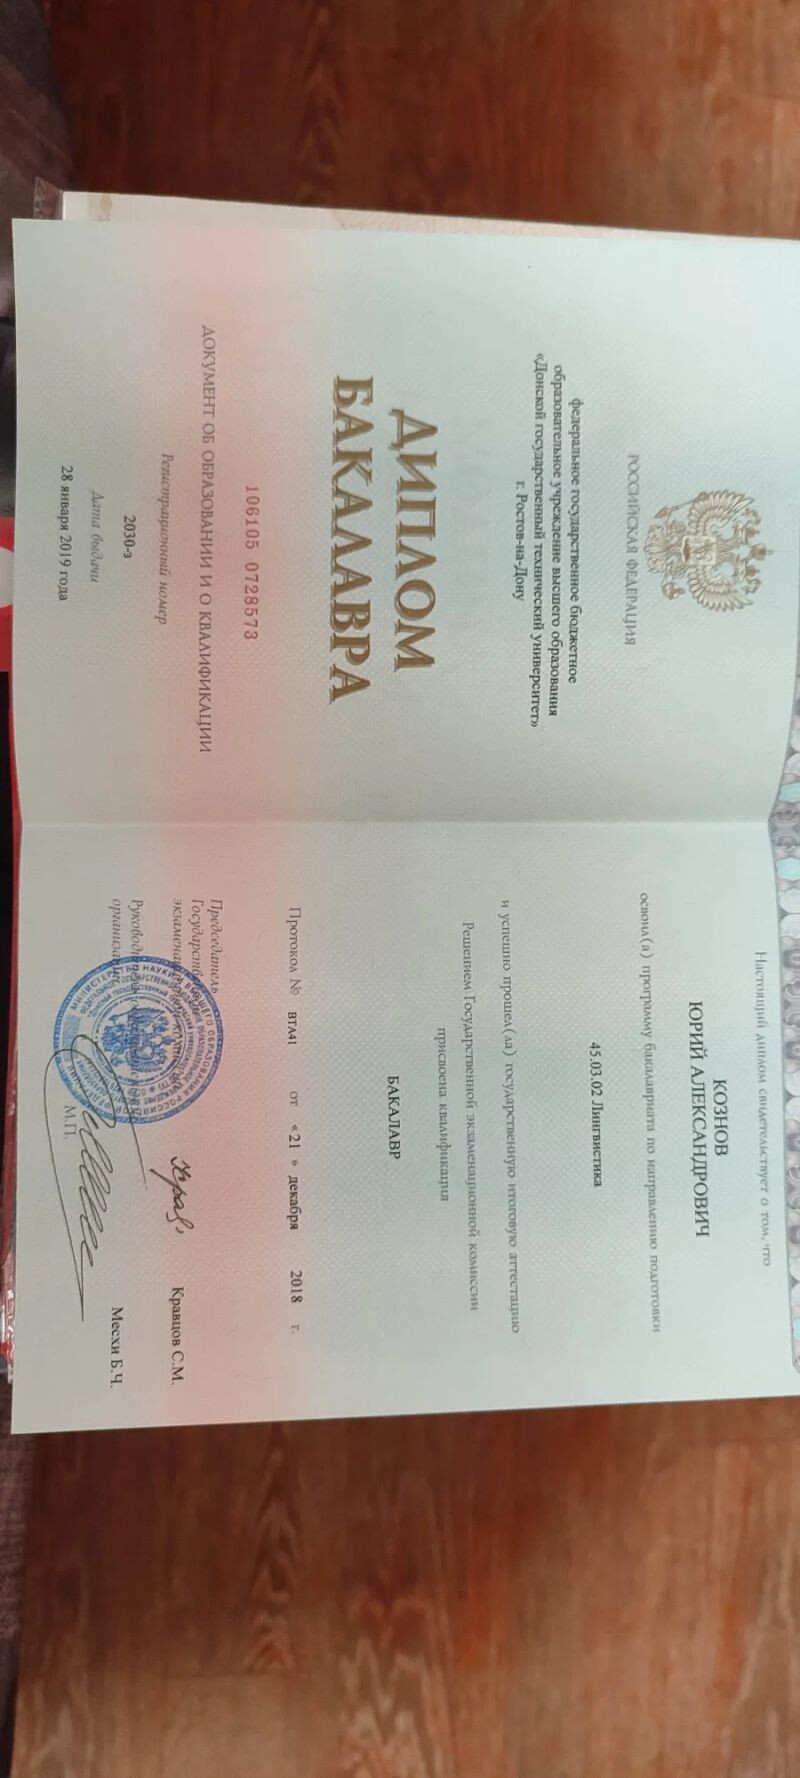 РОССИЙСКАЯ ФЕДЕРАЦИЯ
федеральное государственное бюджетное
образовательное учреждение высшего образования
«Донской государственный технический университет»
г. Ростов-на-Дону
ДИПЛОМ
БАКАЛАВРА
106105 0728573
ДОКУМЕНТ ОБ ОБРАЗОВАНИИ И О КВАЛИФИКАЦИИ
Регистрационный номер
2030-з
Дата выдачи
28 января 2019 года
Настоящий диплом свидетельствует о том, что
КОЗНОВ
ЮРИЙ АЛЕКСАНДРОВИЧ
освоил(а) программу бакалавриата по направлению подготовки
45.03.02 Лингвистика
и успешно прошел(ла) государственную итоговую аттестацию
Решением Государственной экзаменационной комиссии
присвоена квалификация
БАКАЛАВР
Протокол № ВТЛ41 от «21 » декабря 2018 г.
Председатель
Кравцов С.М.
Месхи Б.Ч.
М.П.